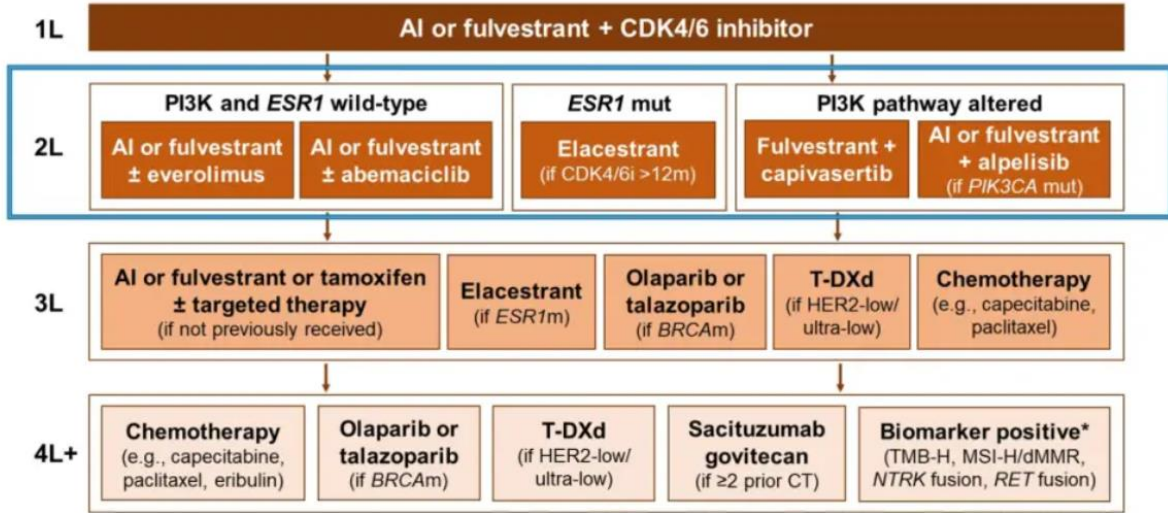 1L
AI or fulvestrant + CDK4/6 inhibitor
2L
PI3K and ESR1 wild-type
AI or fulvestrant
± everolimus
AI or fulvestrant
± abemaciclib
ESR1 mut
Elacestrant
(if CDK4/6i >12m)
PI3K pathway altered
Fulvestrant +
capivasertib
AI or fulvestrant
+ alpelisib
(if PIK3CA mut)
3L
AI or fulvestrant or tamoxifen
± targeted therapy
(if not previously received)
Elacestrant
(if ESR1m)
Olaparib or
talazoparib
(if BRCAm)
T-DXd
(if HER2-low/
ultra-low)
Chemotherapy
(e.g., capecitabine,
paclitaxel)
4L+
Chemotherapy
(e.g., capecitabine,
paclitaxel, eribulin)
Olaparib or
talazoparib
(if BRCAm)
T-DXd
(if HER2-low/
ultra-low)
Sacituzumab
govitecan
(if ≥2 prior CT)
Biomarker positive*
(TMB-H, MSI-H/dMMR,
NTRK fusion, RET fusion)